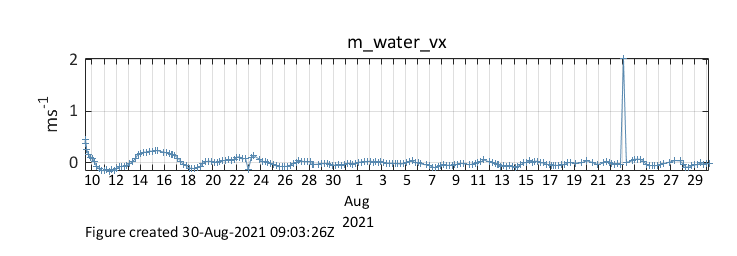 m_water_vx
2
1
0
ms-1
10 12 14 16 18 20 22 24 26 28 30 1 3 5 7 9 11 13 15 17 19 21 23 25 27 29
Aug
2021
Figure created 30-Aug-2021 09:03:26Z